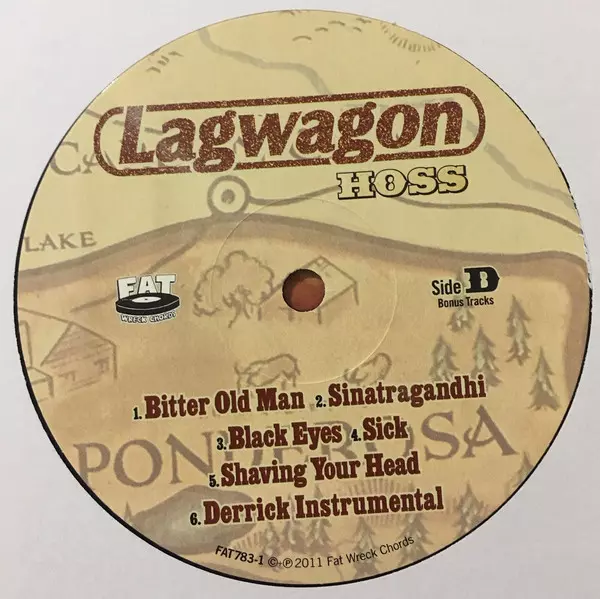 Lagwagon
HOSS
CA
LAKE
FAT
WRECK CHORDS
Side D
Bonus Tracks
1. Bitter Old Man 2. Sinatragandhi
3. Black Eyes 4. Sick
PONDEROSA
5. Shaving Your Head
6. Derrick Instrumental
FAT783-1 ©+℗ 2011 Fat Wreck Chords